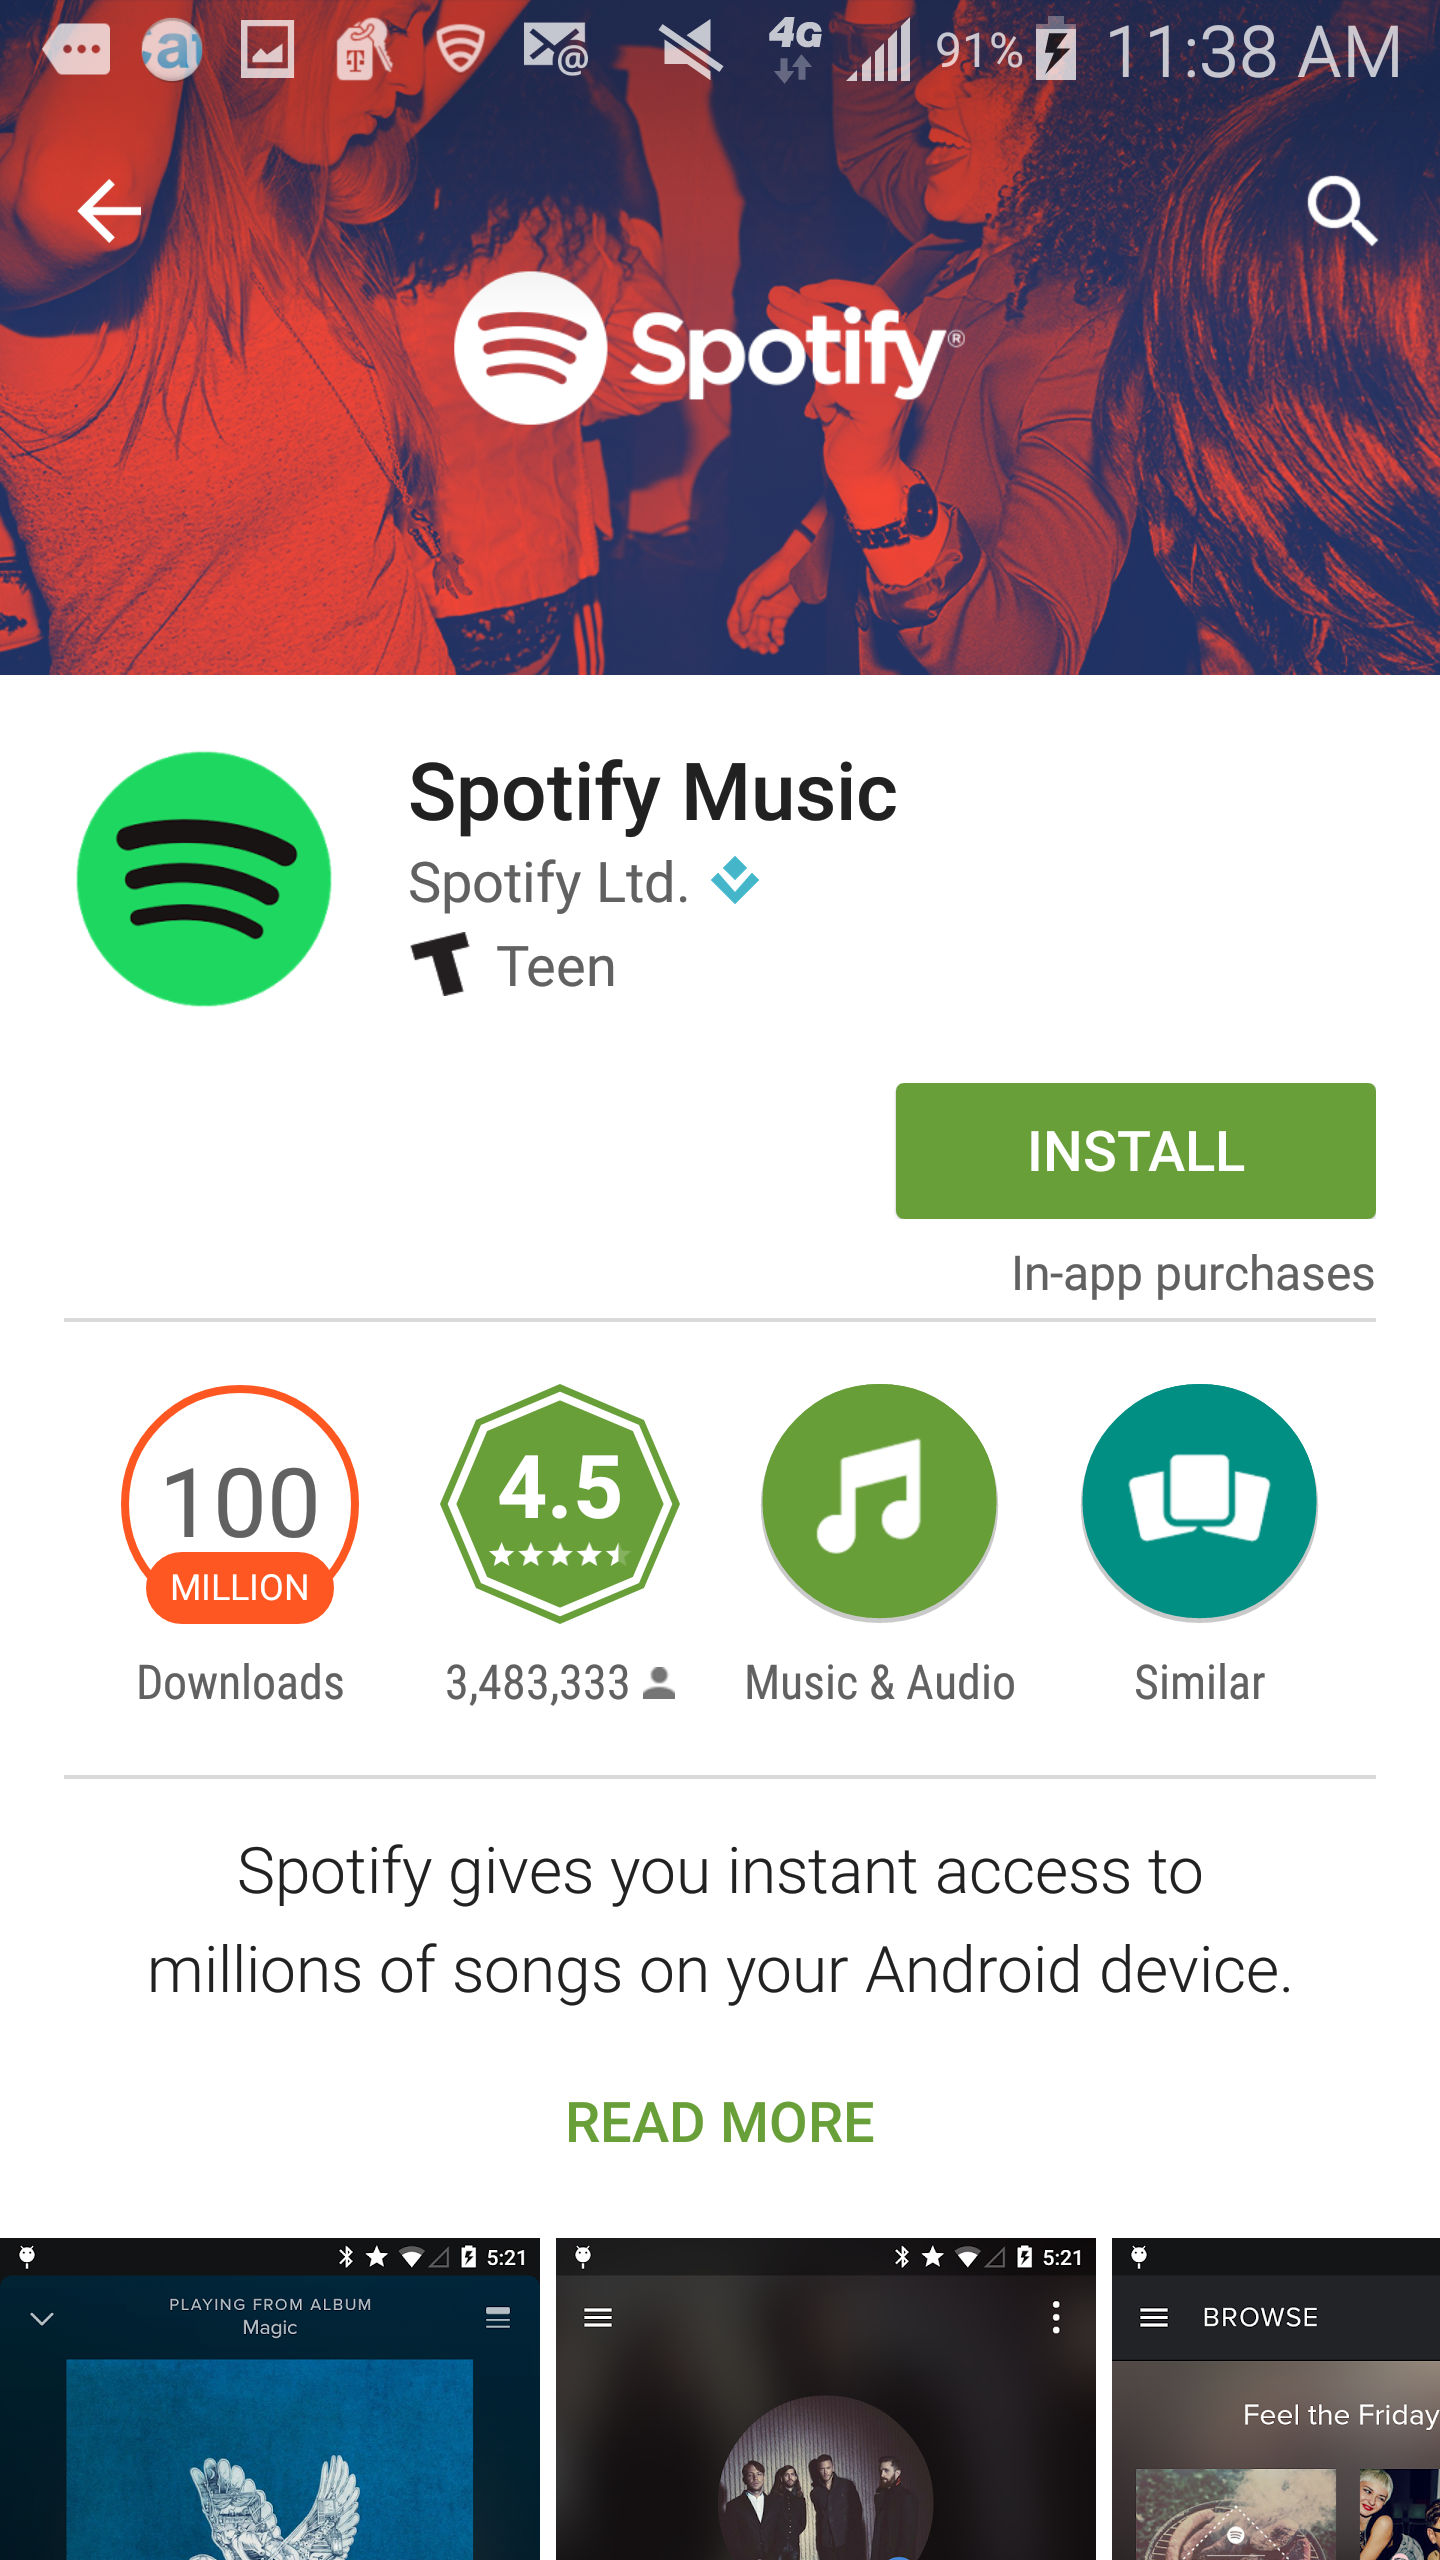 4G 91% 11:38 AM
Spotify®
Spotify Music
Spotify Ltd.
T Teen
INSTALL
In-app purchases
100
MILLION
4.5
Downloads
3,483,333
Music & Audio
Similar
Spotify gives you instant access to
millions of songs on your Android device.
READ MORE
5:21
PLAYING FROM ALBUM
Magic
5:21
BROWSE
Feel the Friday